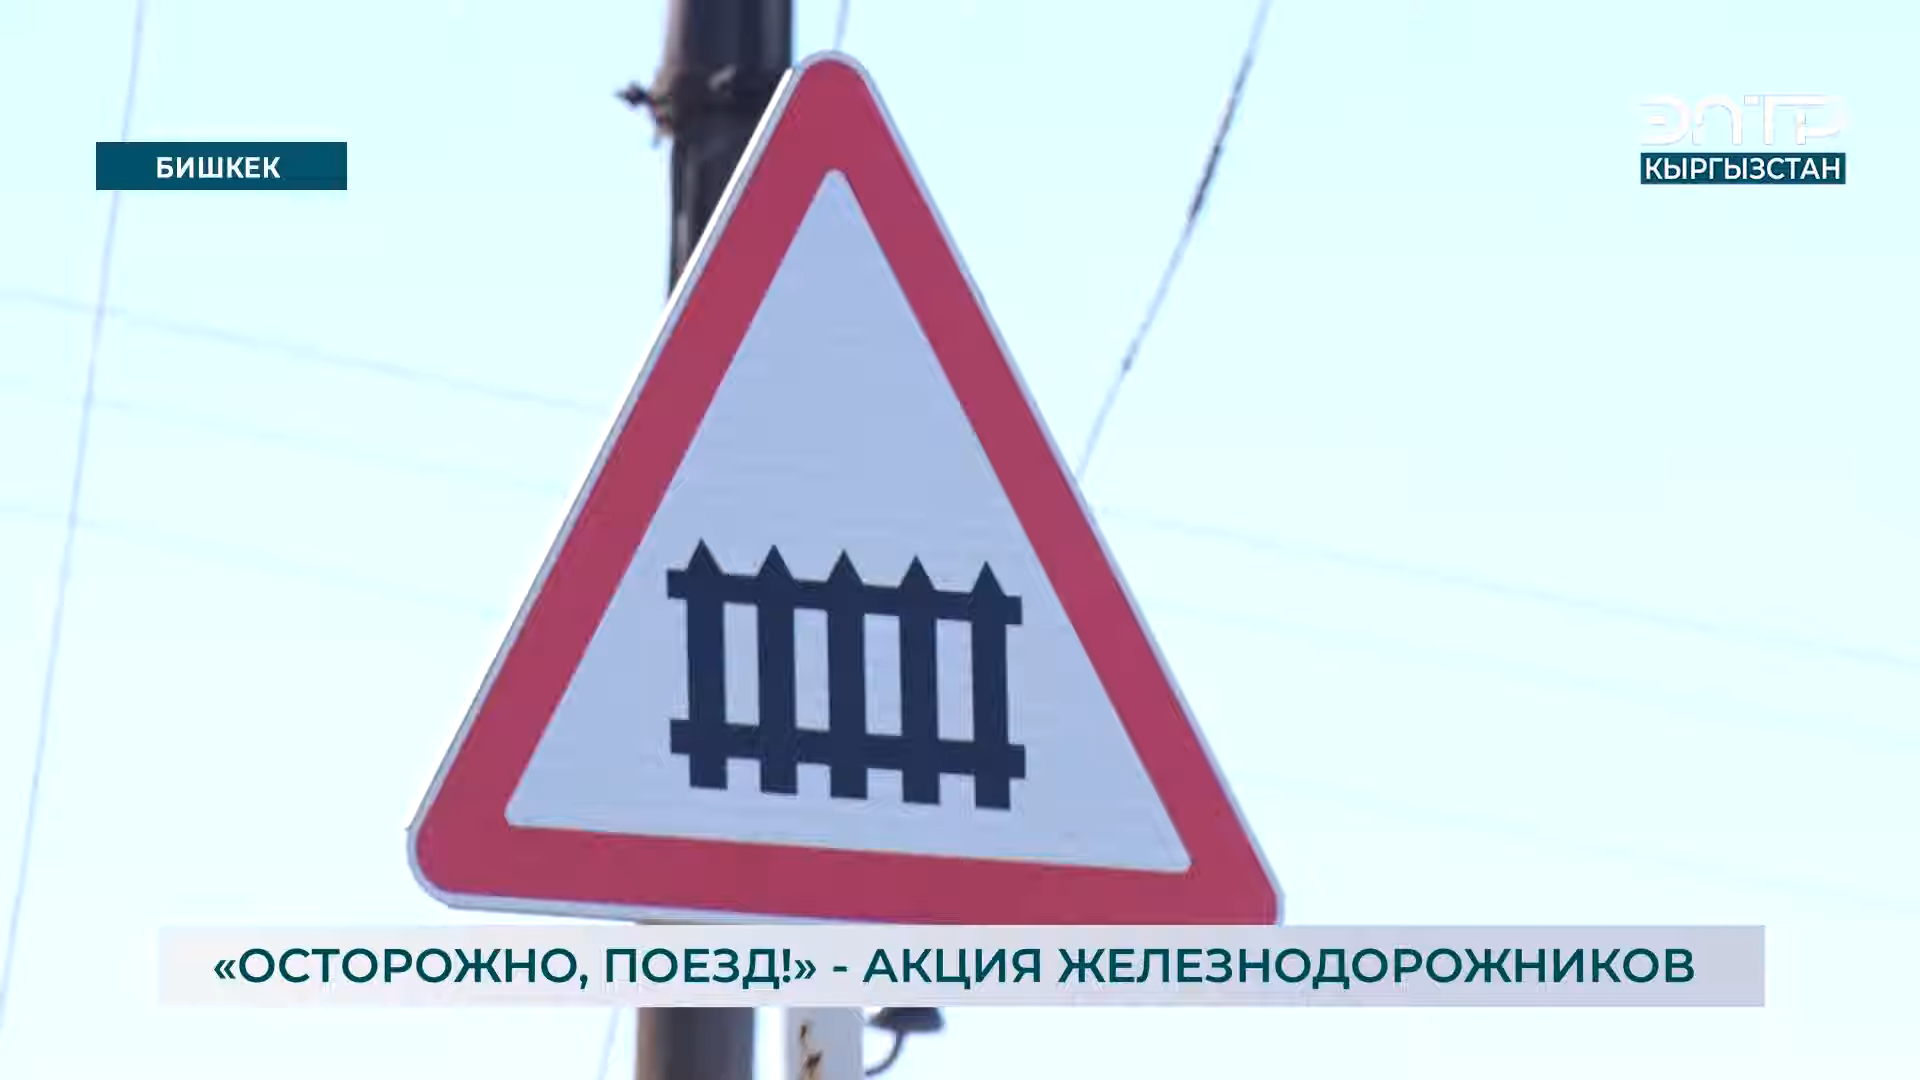 БИШКЕК
ЭЛТР
КЫРГЫЗСТАН
«ОСТОРОЖНО, ПОЕЗД!» - АКЦИЯ ЖЕЛЕЗНОДОРОЖНИКОВ